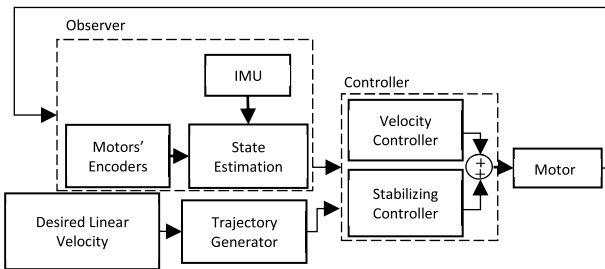 Observer
IMU
Controller
Motors'
Encoders
State
Estimation
Velocity
Controller
+
+
Motor
Desired Linear
Velocity
Trajectory
Generator
Stabilizing
Controller